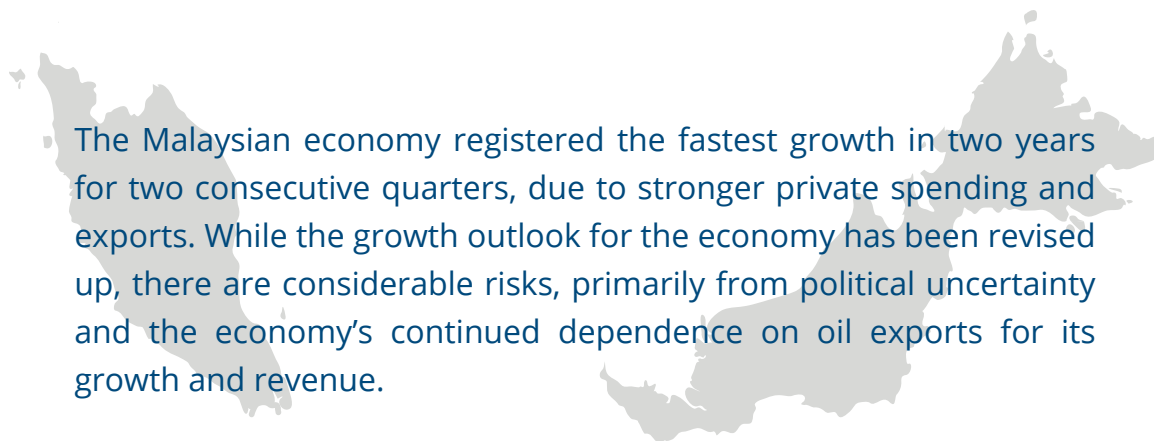 The Malaysian economy registered the fastest growth in two years
for two consecutive quarters, due to stronger private spending and
exports. While the growth outlook for the economy has been revised
up, there are considerable risks, primarily from political uncertainty
and the economy’s continued dependence on oil exports for its
growth and revenue.